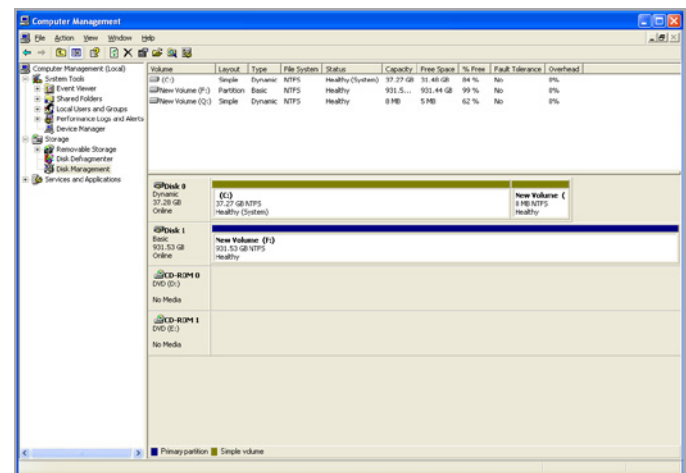 Computer Management
File Action View Window Help
Computer Management (Local)
System Tools
Event Viewer
Shared Folders
Local Users and Groups
Performance Logs and Alerts
Device Manager
Storage
Removable Storage
Disk Defragmenter
Disk Management
Services and Applications
Volume Layout Type File System Status Capacity Free Space % Free Fault Tolerance Overhead
(C:) Simple Dynamic NTFS Healthy (System) 37.27 GB 31.48 GB 84 % No 0%
New Volume (F:) Partition Basic NTFS Healthy 931.5... 931.44 GB 99 % No 0%
New Volume (Q:) Simple Dynamic NTFS Healthy 8 MB 5 MB 62 % No 0%
Disk 0
Dynamic
37.28 GB
Online
(C:)
37.27 GB NTFS
Healthy (System)
New Volume (
8 MB NTFS
Healthy
Disk 1
Basic
931.53 GB
Online
New Volume (F:)
931.53 GB NTFS
Healthy
CD-ROM 0
DVD (D:)
No Media
CD-ROM 1
DVD (E:)
No Media
Primary partition Simple volume